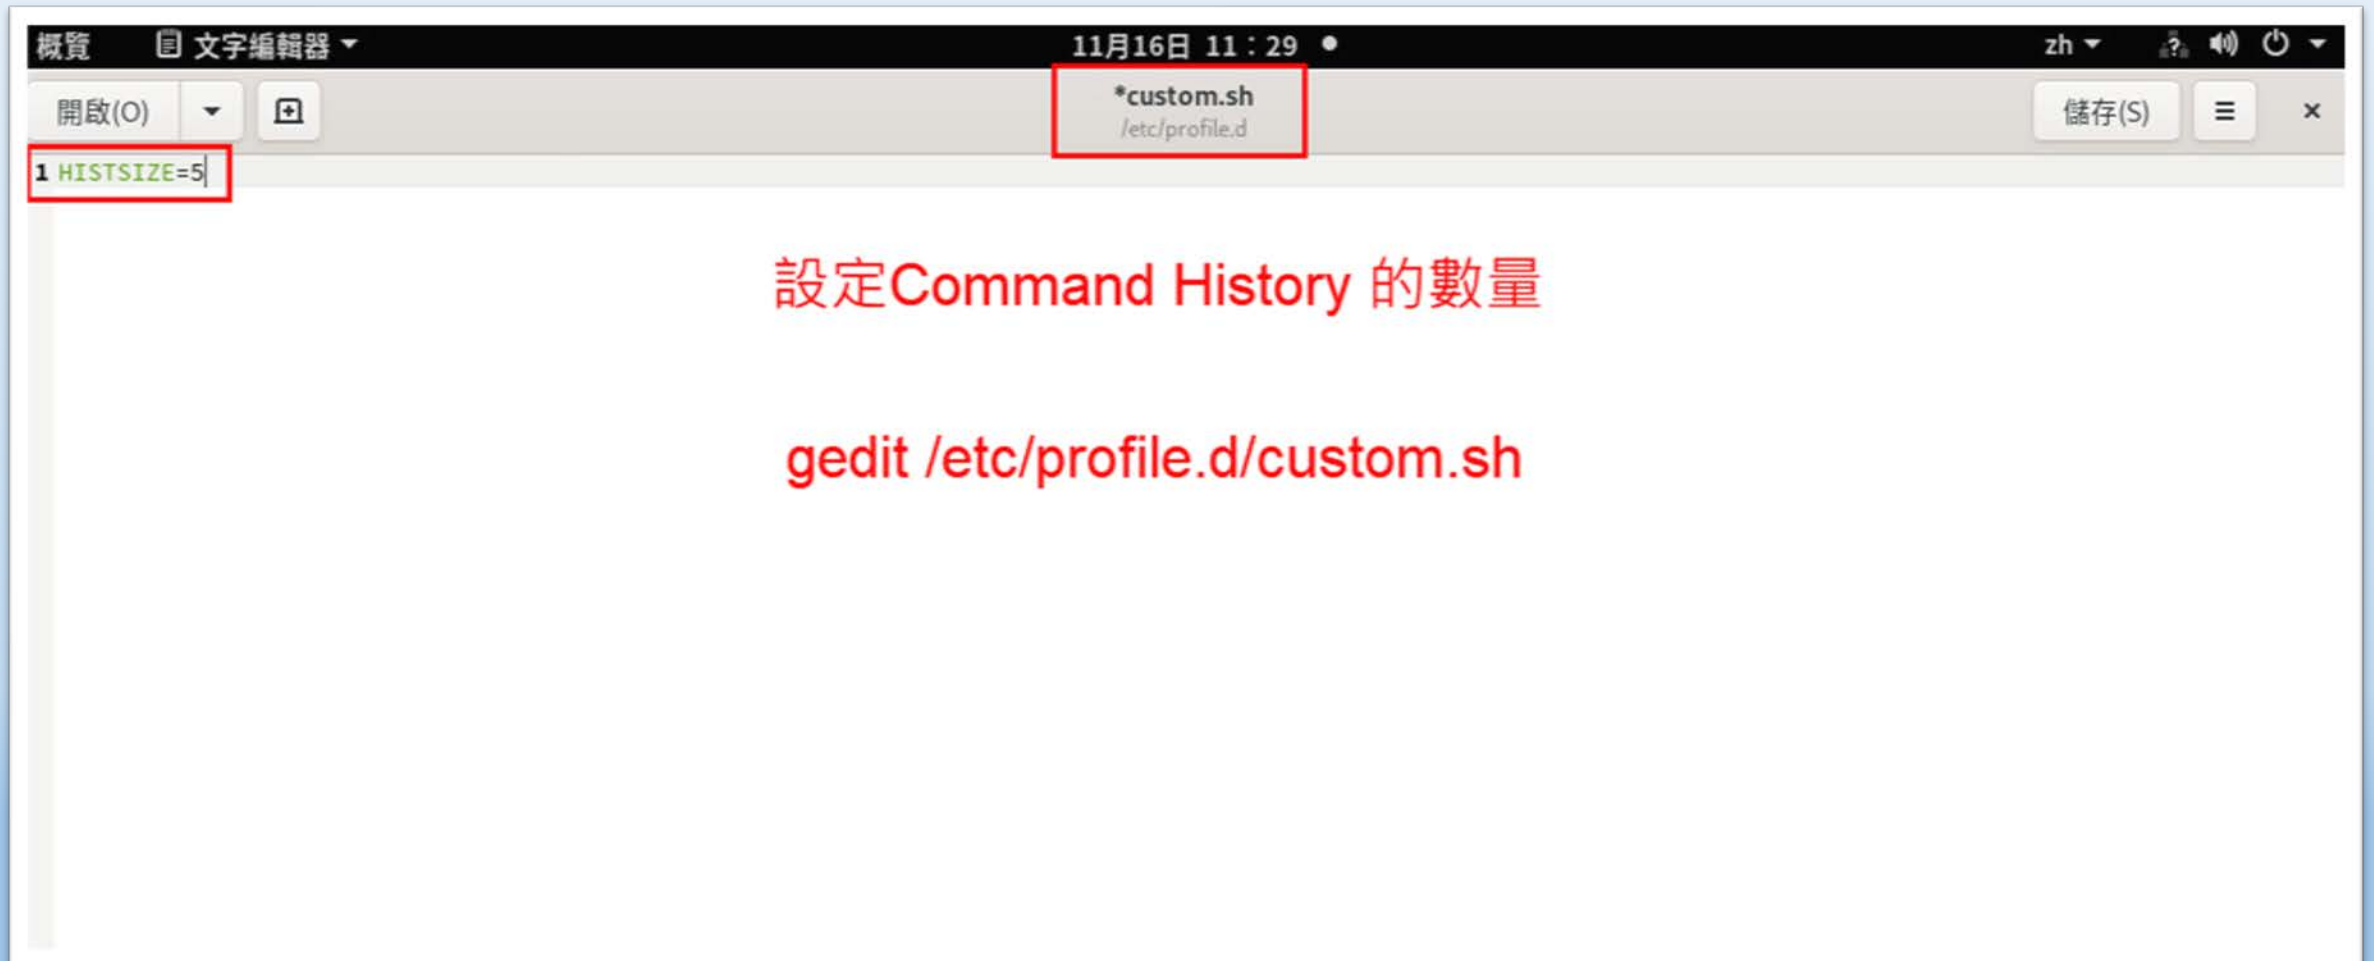 概覽 文字編輯器 11月16日 11：29 zh
開啟(O) *custom.sh 儲存(S)
/etc/profile.d
1 HISTSIZE=5
設定Command History 的數量
gedit /etc/profile.d/custom.sh